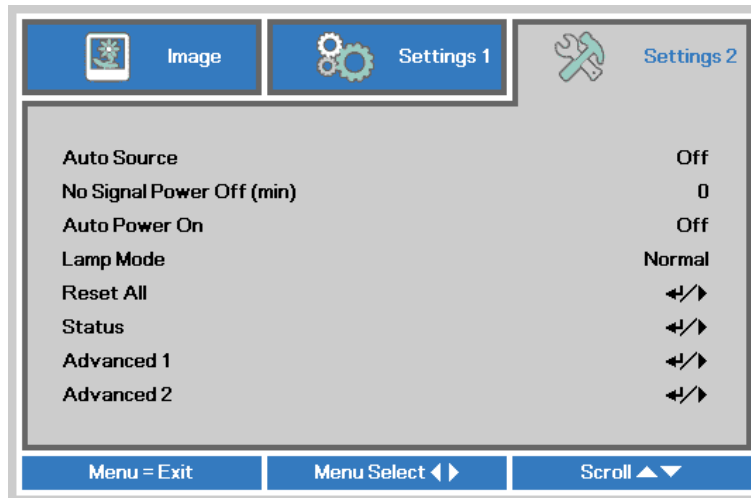 Image Settings 1 Settings 2
Auto Source Off
No Signal Power Off (min) 0
Auto Power On Off
Lamp Mode Normal
Reset All ↵/▶
Status ↵/▶
Advanced 1 ↵/▶
Advanced 2 ↵/▶
Menu = Exit Menu Select ◀▶ Scroll ▲▼